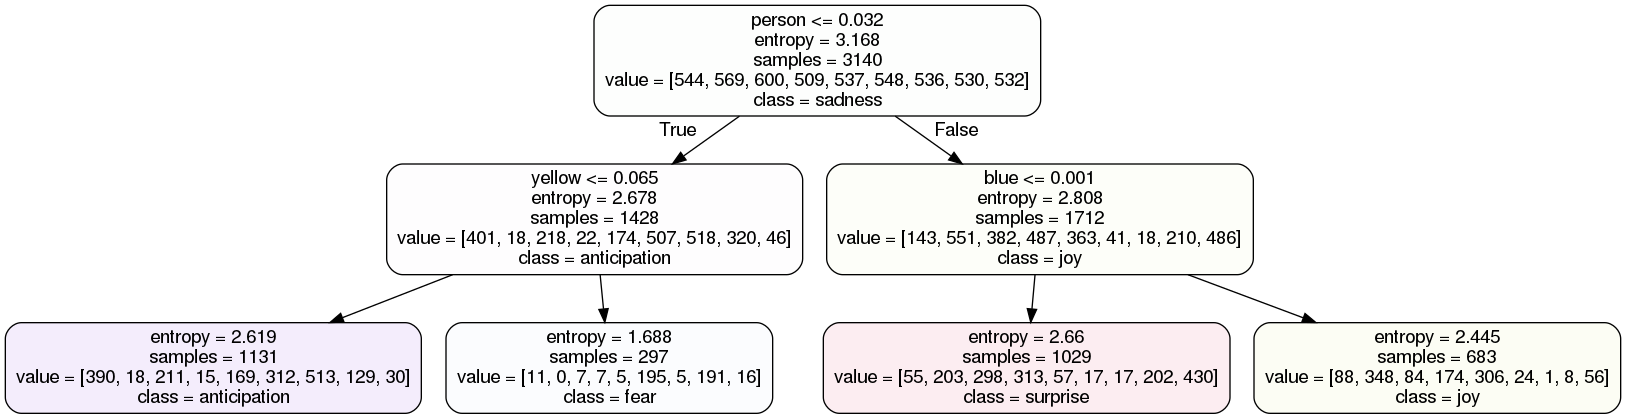 person <= 0.032
entropy = 3.168
samples = 3140
value = [544, 569, 600, 509, 537, 548, 536, 530, 532]
class = sadness
True
False
yellow <= 0.065
entropy = 2.678
samples = 1428
value = [401, 18, 218, 22, 174, 507, 518, 320, 46]
class = anticipation
blue <= 0.001
entropy = 2.808
samples = 1712
value = [143, 551, 382, 487, 363, 41, 18, 210, 486]
class = joy
entropy = 2.619
samples = 1131
value = [390, 18, 211, 15, 169, 312, 513, 129, 30]
class = anticipation
entropy = 1.688
samples = 297
value = [11, 0, 7, 7, 5, 195, 5, 191, 16]
class = fear
entropy = 2.66
samples = 1029
value = [55, 203, 298, 313, 57, 17, 17, 202, 430]
class = surprise
entropy = 2.445
samples = 683
value = [88, 348, 84, 174, 306, 24, 1, 8, 56]
class = joy